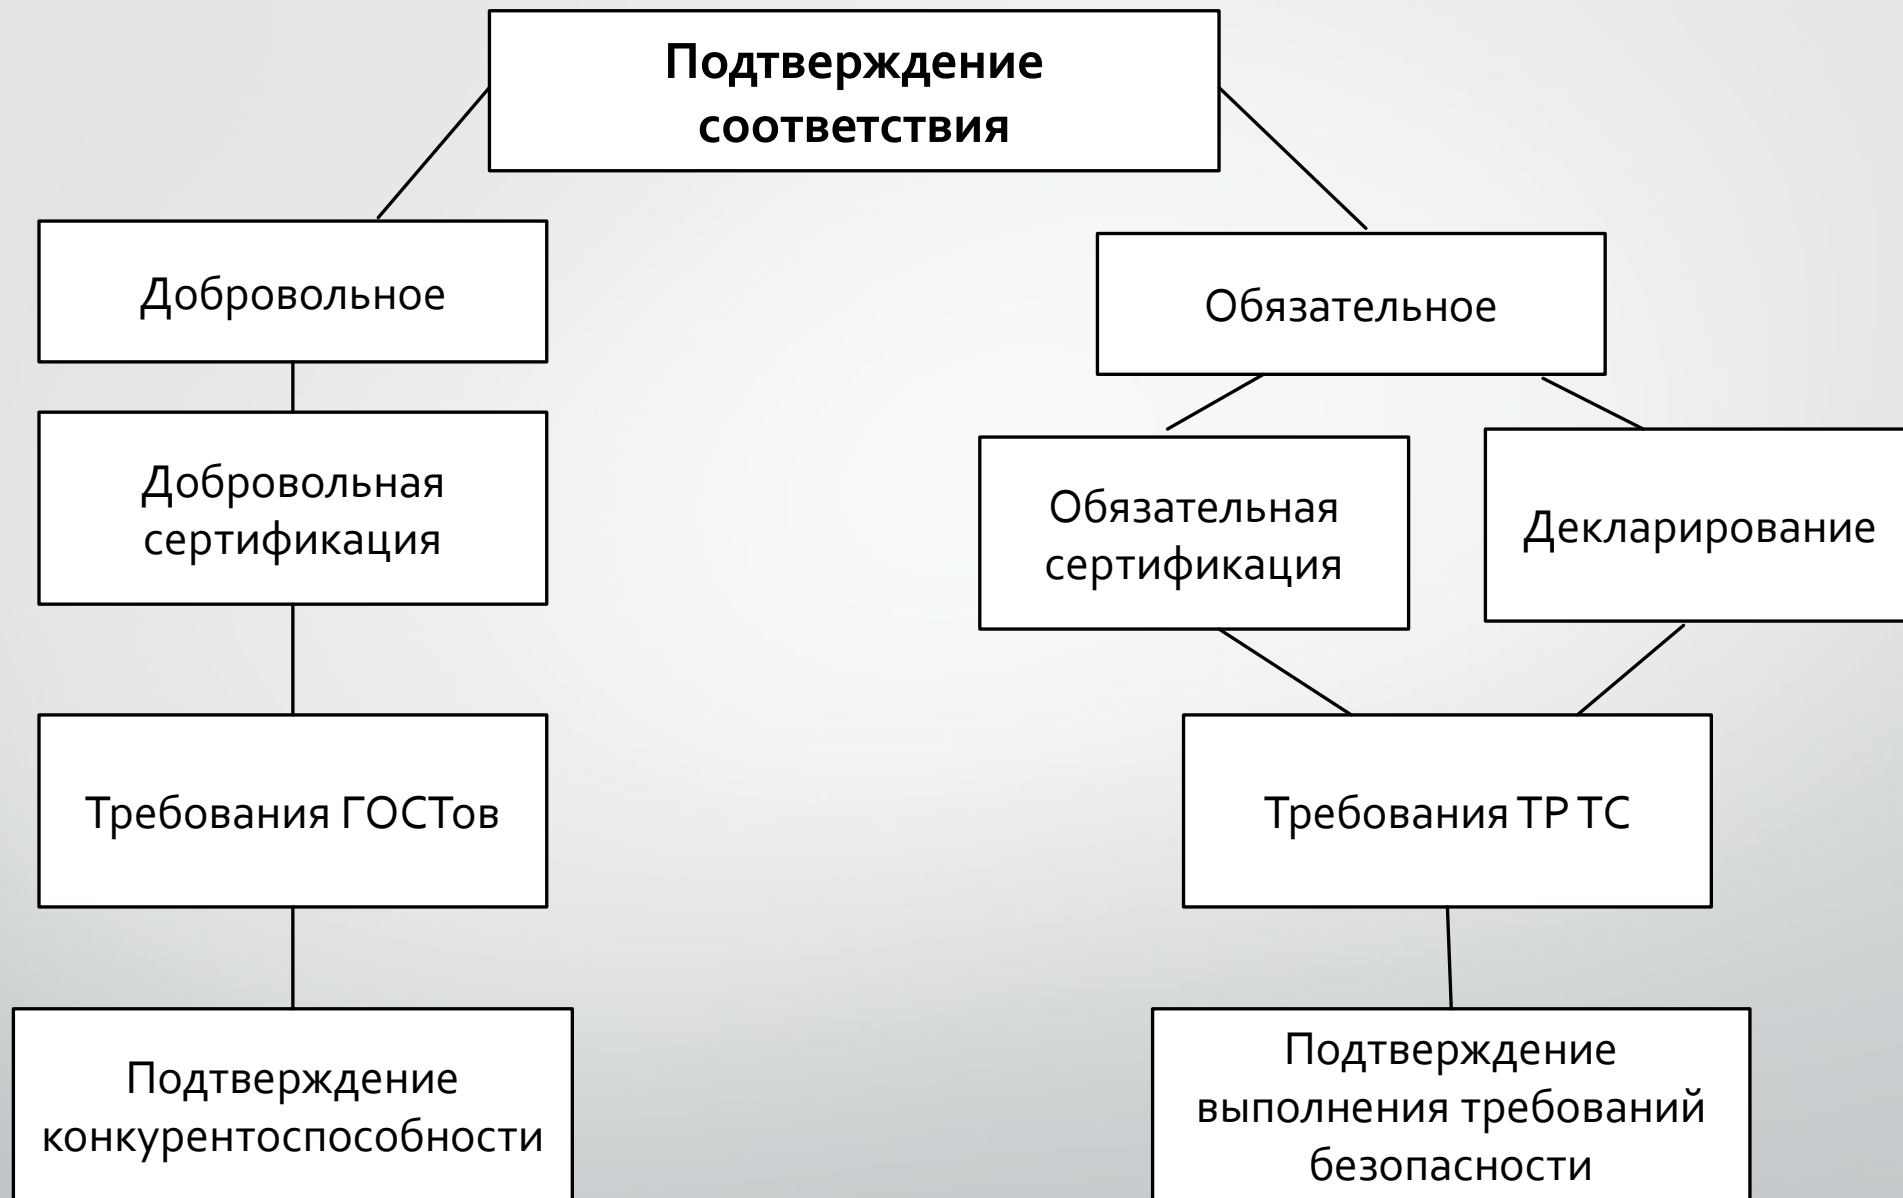 Подтверждение
соответствия
Добровольное
Обязательное
Добровольная
сертификация
Обязательная
сертификация
Декларирование
Требования ГОСТов
Требования ТР ТС
Подтверждение
конкурентоспособности
Подтверждение
выполнения требований
безопасности